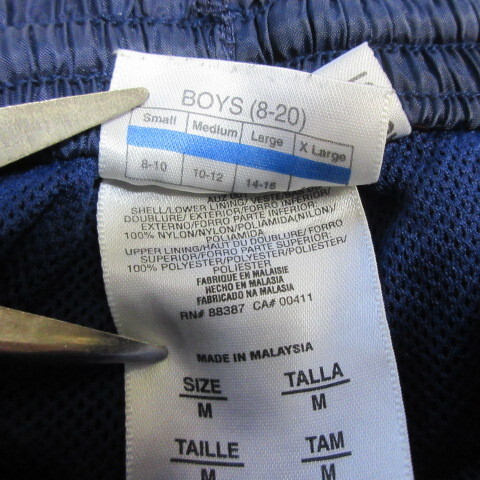 BOYS (8-20)
Small Medium Large X Large
8-10 10-12 14-16
SHELL/LOWER LINING/
DOUBLURE/EXTERIOR/FORRO INTERIOR/
EXTERIOR/FORRO PARTE INFERIOR:
100% NYLON/NYLON/POLIAMIDA(NILON)/
POLIAMIDA
UPPER LINING/HAUT DU DOUBLURE/FORRO
SUPERIOR/FORRO PARTE SUPERIOR:
100% POLYESTER/POLYESTER/POLIESTER/
POLIESTER
FABRIQUE EN MALAISIE
HECHO EN MALASIA
FABRICADO NA MALASIA
RN# 88387 CA# 00411
MADE IN MALAYSIA
SIZE TALLA
M M
TAILLE TAM
M M